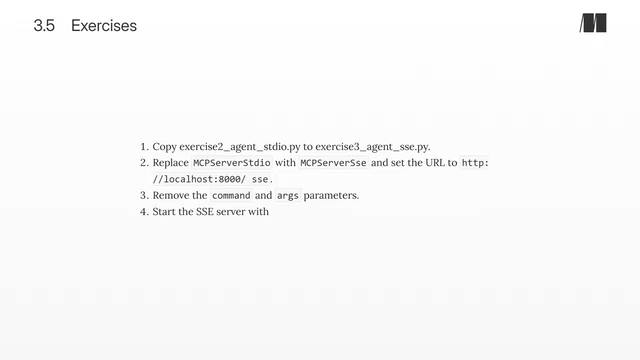 3.5 Exercises
1. Copy exercise2_agent_stdio.py to exercise3_agent_sse.py.
2. Replace MCPServerStdio with MCPServerSse and set the URL to http:
//localhost:8000/ sse.
3. Remove the command and args parameters.
4. Start the SSE server with